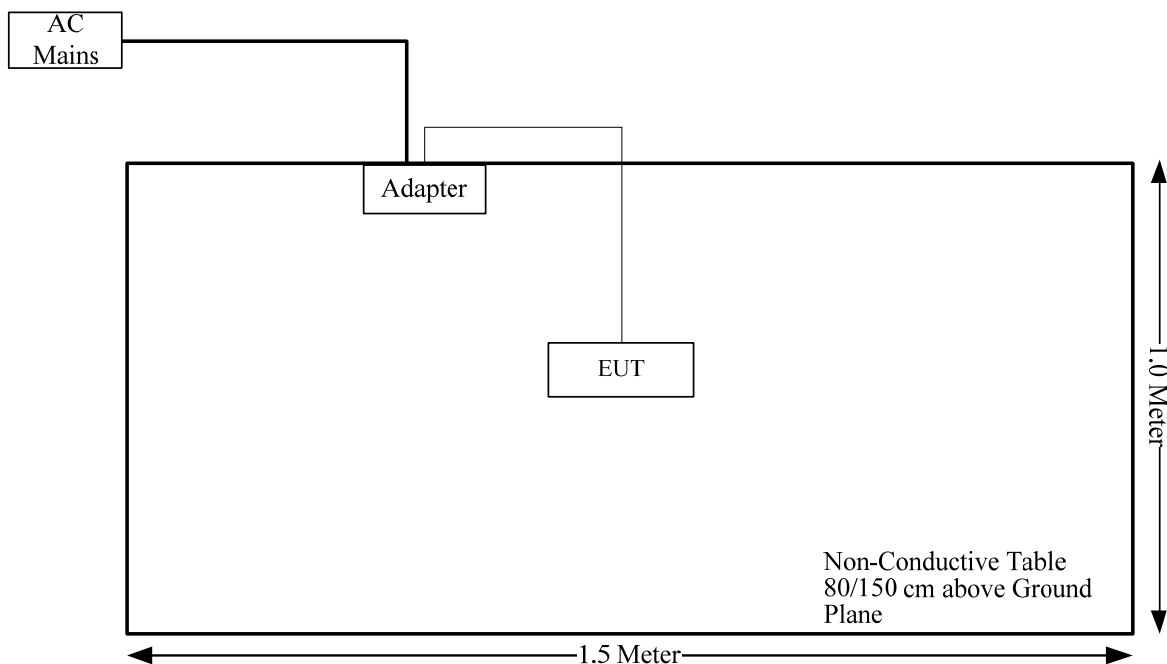 AC
Mains
Adapter
EUT
1.0 Meter
Non-Conductive Table
80/150 cm above Ground
Plane
1.5 Meter